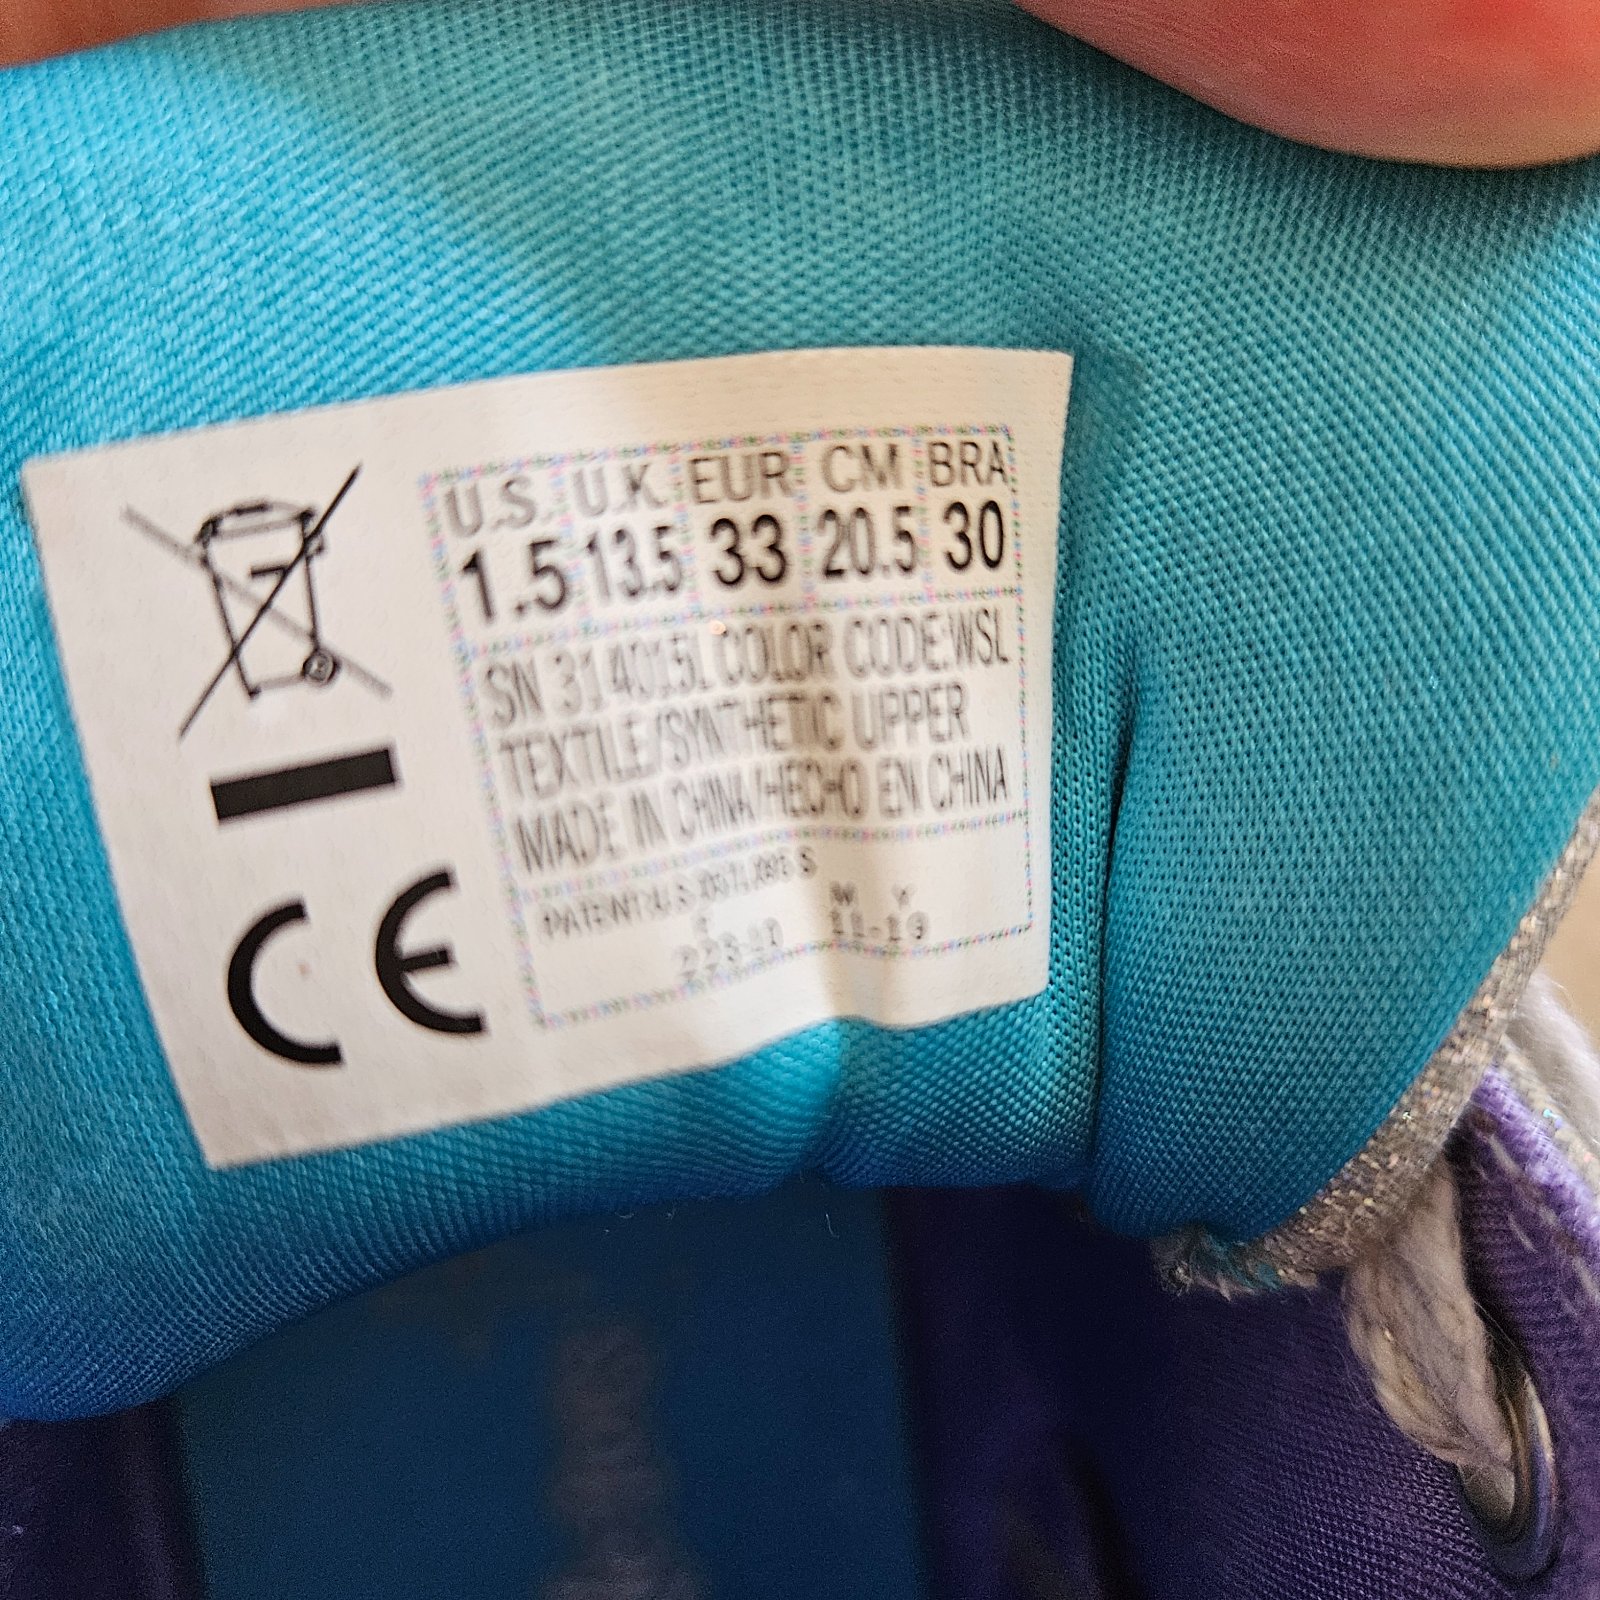 U.S. U.K. EUR CM BRA
1.5 13.5 33 20.5 30
SN 314015L COLOR CODE:WSL
TEXTILE/SYNTHETIC UPPER
MADE IN CHINA/HECHO EN CHINA
PATENT: U.S.
W Y
11-19
CE